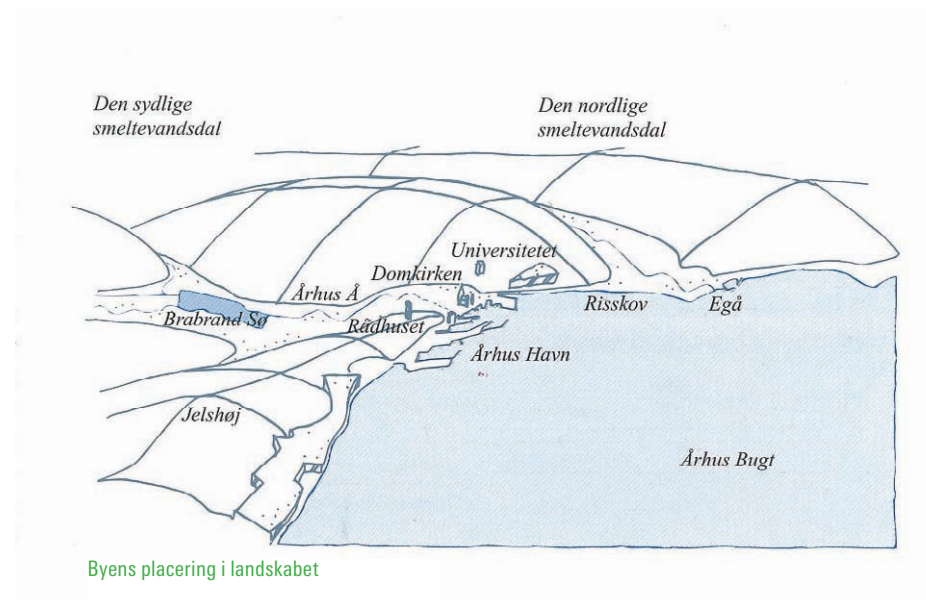 Den sydlige
smeltevandsdal
Den nordlige
smeltevandsdal
Universitetet
Domkirken
Århus Å
Brabrand Sø
Rådhuset
Risskov
Egå
Århus Havn
Jelshøj
Århus Bugt
Byens placering i landskabet